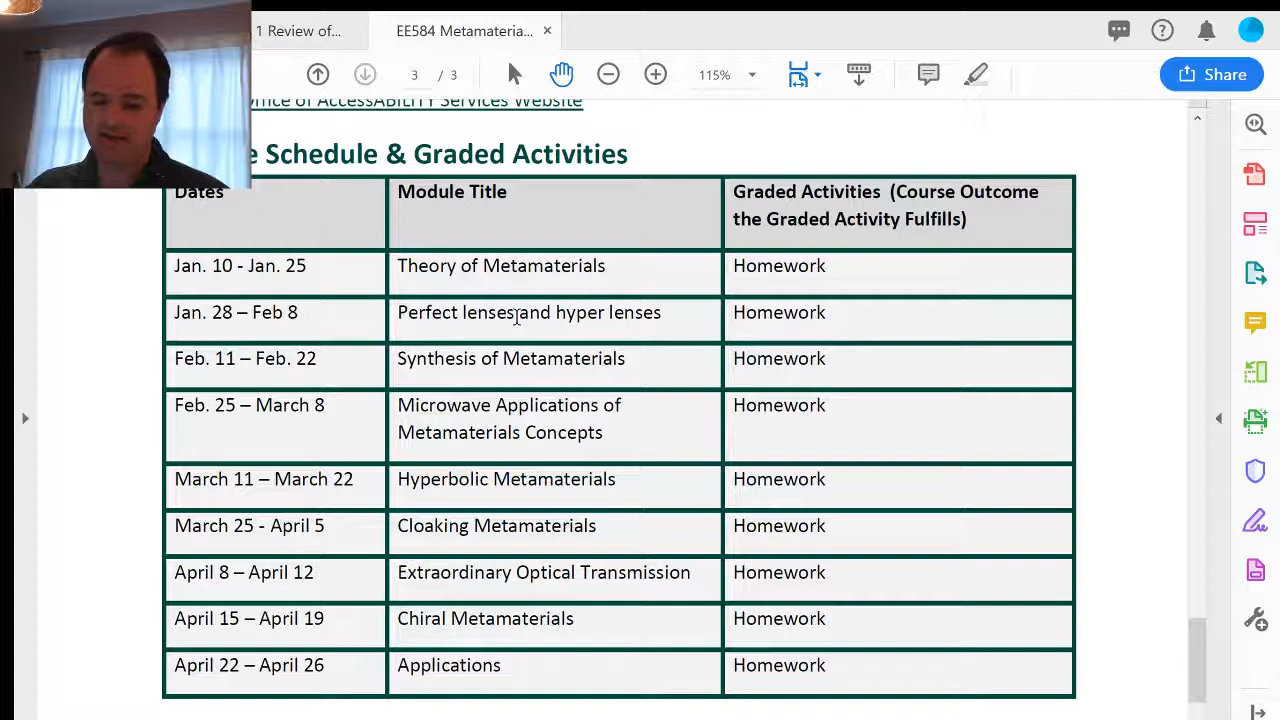 1 Review of...
EE584 Metamateria...
3 / 3
115%
Share
Office of AccessABILITY Services Website
e Schedule & Graded Activities
Dates Module Title Graded Activities (Course Outcome
the Graded Activity Fulfills)
Jan. 10 - Jan. 25 Theory of Metamaterials Homework
Jan. 28 – Feb 8 Perfect lenses and hyper lenses Homework
Feb. 11 – Feb. 22 Synthesis of Metamaterials Homework
Feb. 25 – March 8 Microwave Applications of Homework
Metamaterials Concepts
March 11 – March 22 Hyperbolic Metamaterials Homework
March 25 - April 5 Cloaking Metamaterials Homework
April 8 – April 12 Extraordinary Optical Transmission Homework
April 15 – April 19 Chiral Metamaterials Homework
April 22 – April 26 Applications Homework